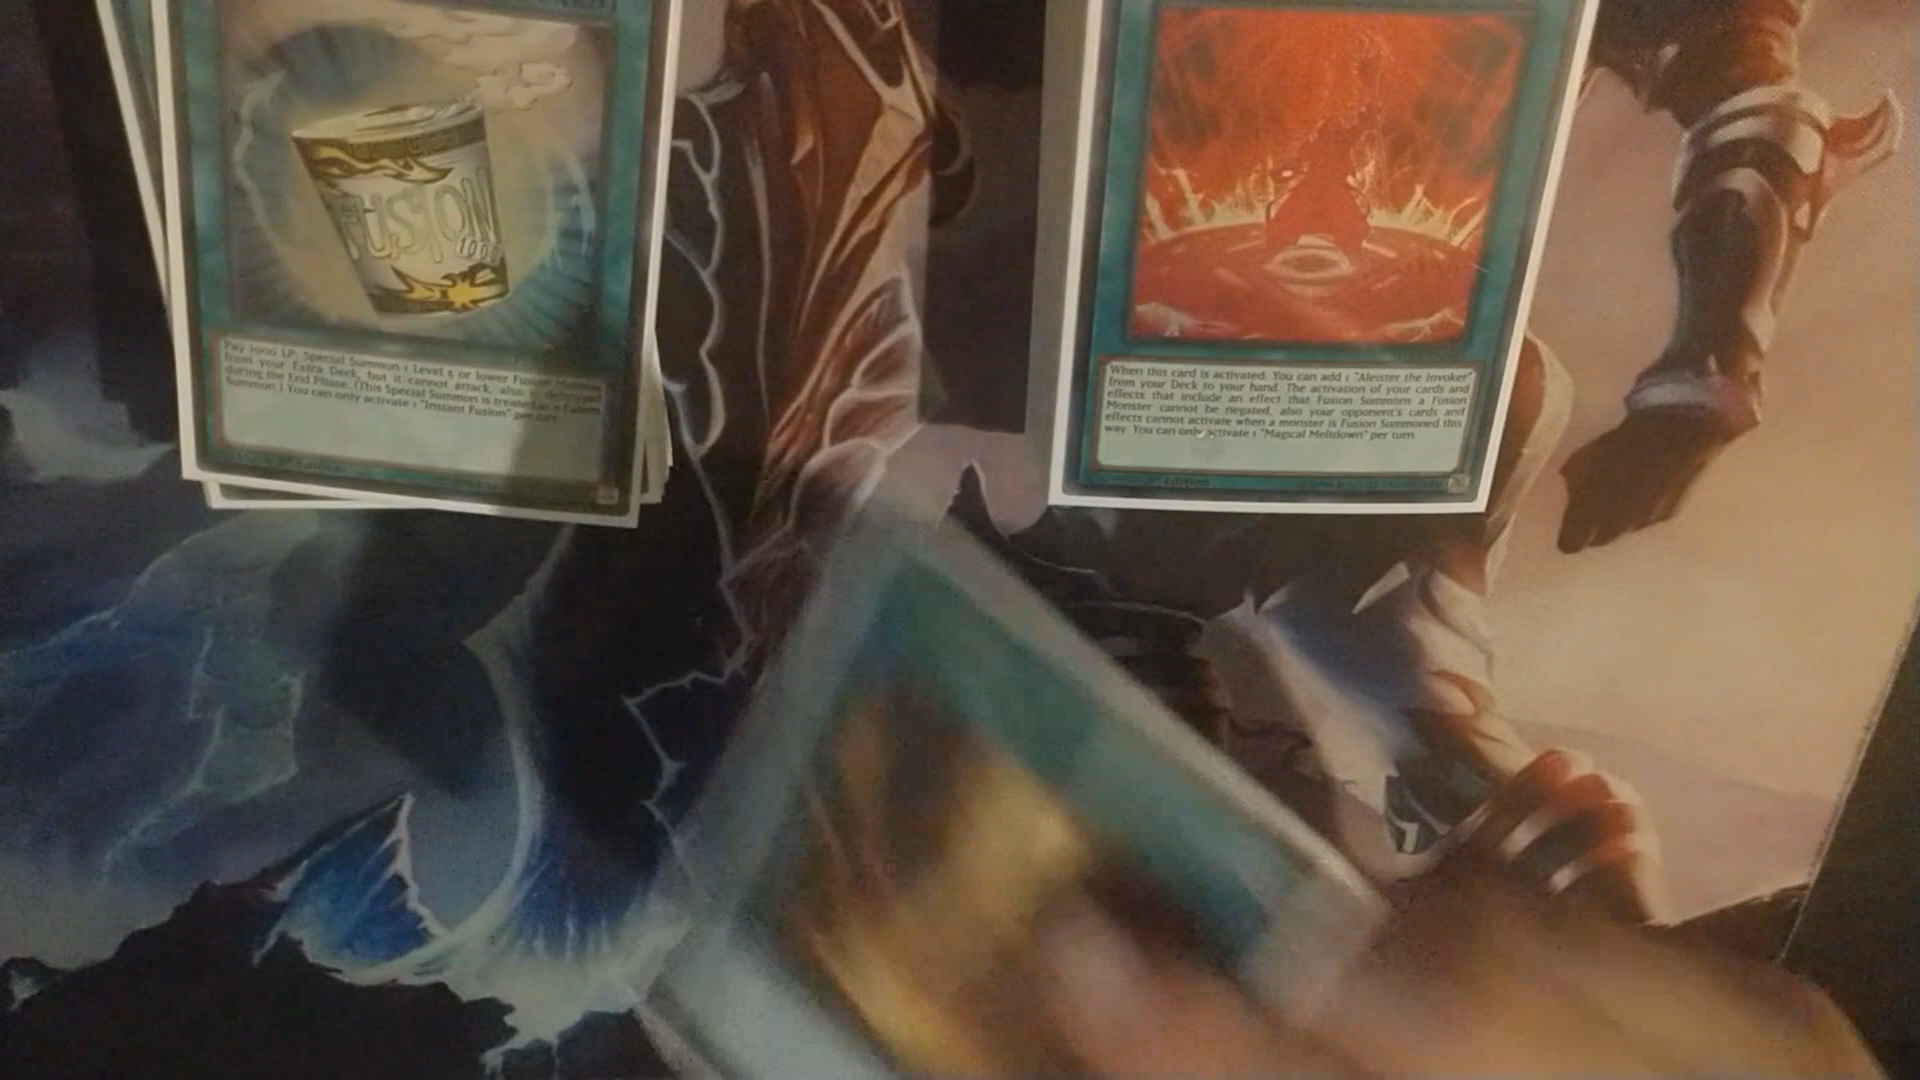 FUSION
1000
Pay 1000 LP; Special Summon 1 Level 5 or lower Fusion Monster
from your Extra Deck, but it cannot attack, also it is destroyed
during the End Phase. (This Special Summon is treated as a Fusion
Summon.) You can only activate 1 "Instant Fusion" per turn.
1st Edition
When this card is activated: You can add 1 "Aleister the Invoker"
from your Deck to your hand. The activation of your cards and
effects that include an effect that Fusion Summons a Fusion
Monster cannot be negated, also your opponent's cards and
effects cannot activate when a monster is Fusion Summoned this
way. You can only activate 1 "Magical Meltdown" per turn.
1st Edition